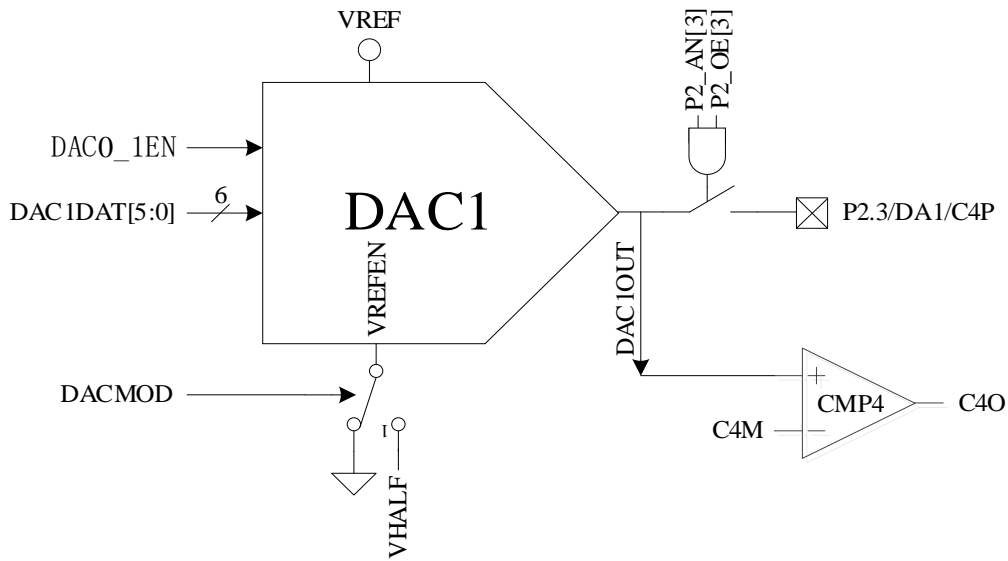 VREF
P2_AN[3]
P2_OE[3]
DAC0_1EN
DAC1DAT[5:0]
6
DAC1
P2.3/DA1/C4P
VREFEN
DAC1OUT
DACMOD
CMP4
C4O
C4M
1
VHALF